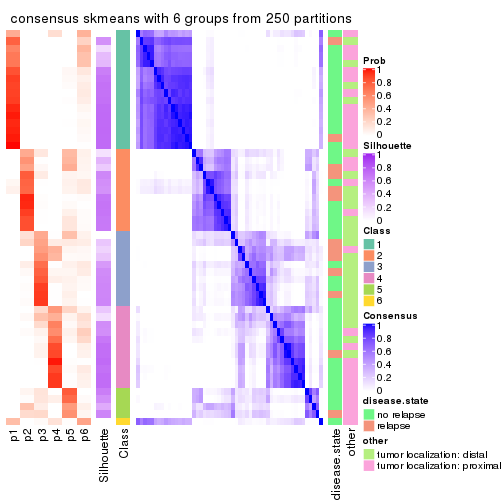 consensus skmeans with 6 groups from 250 partitions
Prob
1
0.8
0.6
0.4
0.2
0
Silhouette
1
0.8
0.6
0.4
0.2
0
Class
1
2
3
4
5
6
Consensus
1
0.8
0.6
0.4
0.2
0
disease.state
no relapse
relapse
other
tumor localization: distal
tumor localization: proximal
p1
p2
p3
p4
p5
p6
Silhouette
Class
disease.state
other